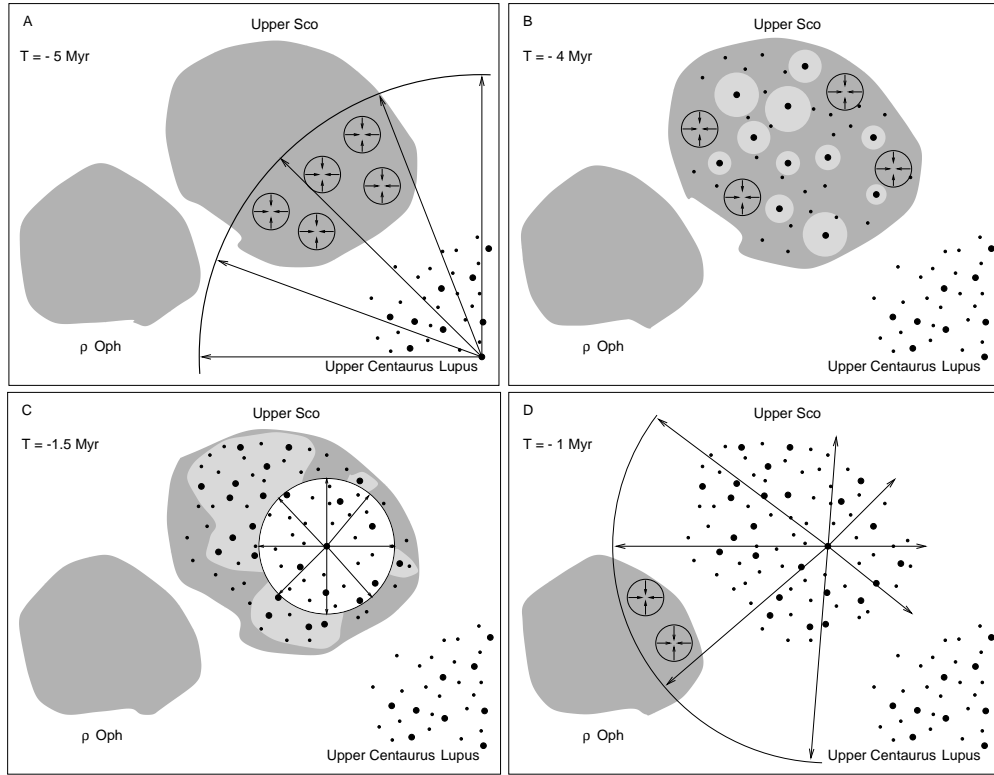 A
Upper Sco
T = - 5 Myr
ρ Oph
Upper Centaurus Lupus
B
Upper Sco
T = - 4 Myr
ρ Oph
Upper Centaurus Lupus
C
Upper Sco
T = -1.5 Myr
ρ Oph
Upper Centaurus Lupus
D
Upper Sco
T = - 1 Myr
ρ Oph
Upper Centaurus Lupus